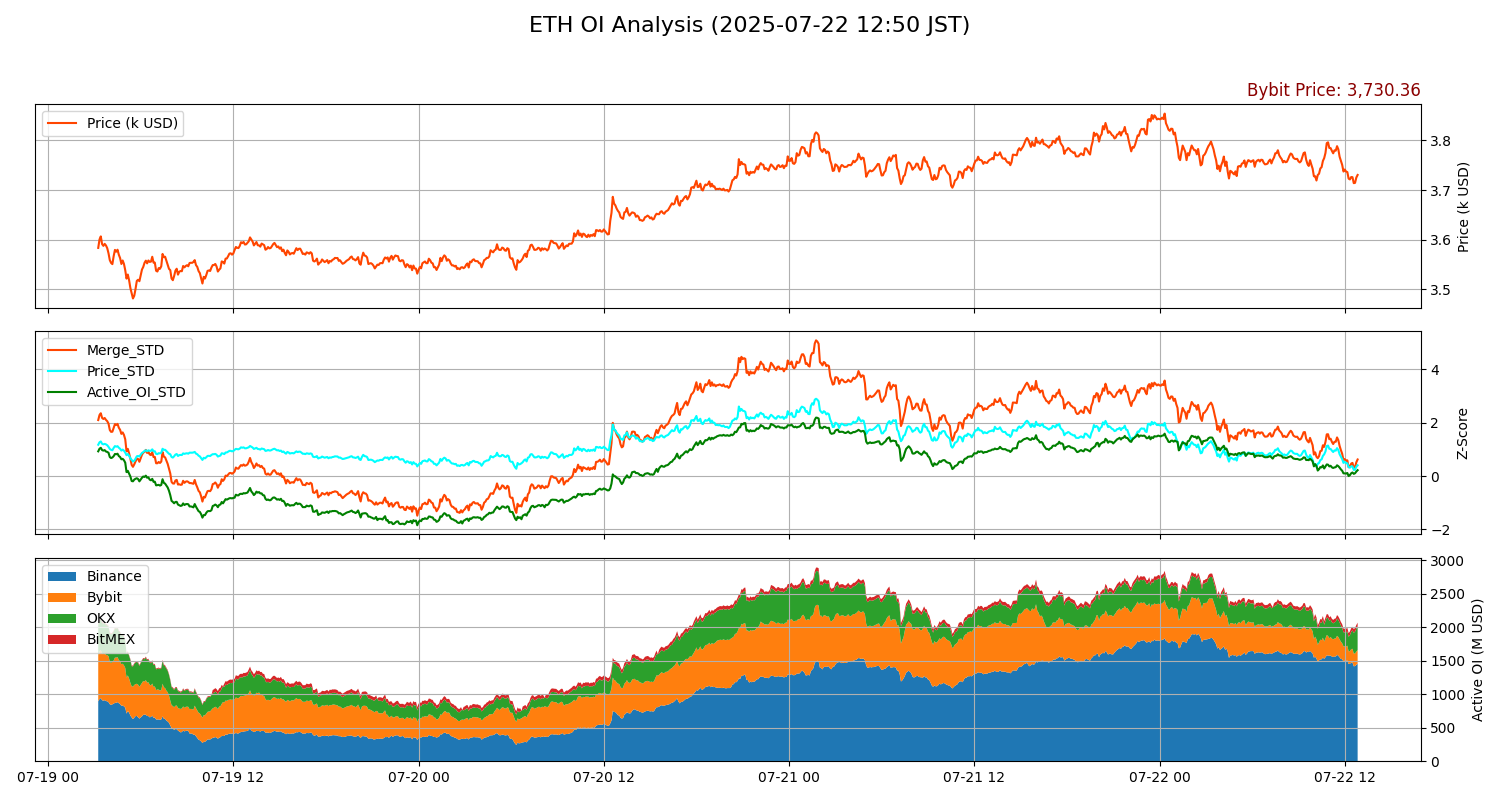 ETH OI Analysis (2025-07-22 12:50 JST)
Bybit Price: 3,730.36
Price (k USD)
3.8
3.7
3.6
3.5
Price (k USD)
Merge_STD
Price_STD
Active_OI_STD
4
2
0
−2
Z-Score
Binance
Bybit
OKX
BitMEX
3000
2500
2000
1500
1000
500
0
Active OI (M USD)
07-19 00
07-19 12
07-20 00
07-20 12
07-21 00
07-21 12
07-22 00
07-22 12